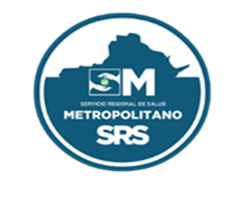 SM
SERVICIO REGIONAL DE SALUD
METROPOLITANO
SRS